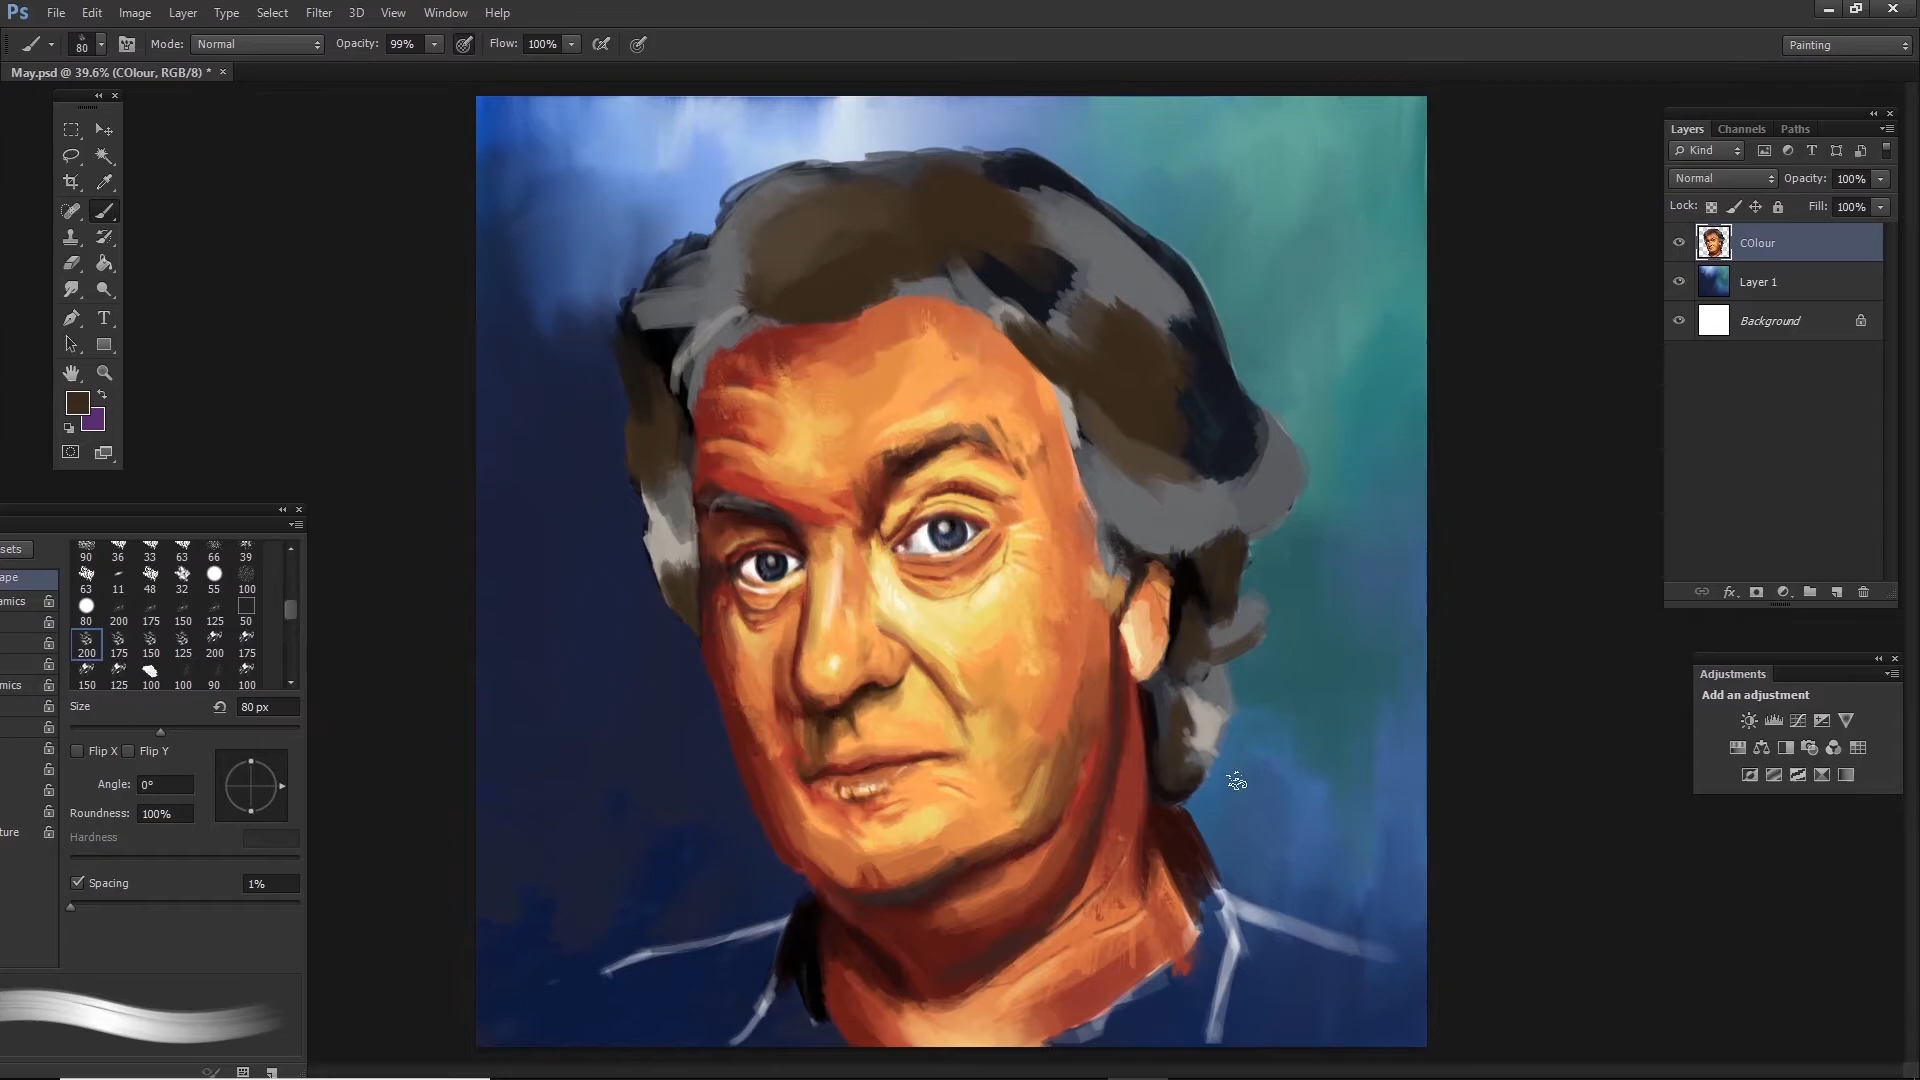 Ps File Edit Image Layer Type Select Filter 3D View Window Help
80 Mode: Normal Opacity: 99% Flow: 100% Painting
May.psd @ 39.6% (COlour, RGB/8) * ×
Layers Channels Paths
Kind T
Normal Opacity: 100%
Lock: Fill: 100%
COlour
Layer 1
Background
T
sets
ape
amics
amics
ture
90 36 33 63 66 39
63 11 48 32 55 100
80 200 175 150 125 50
200 175 150 125 200 175
150 125 100 100 90 100
Size 80 px
Flip X Flip Y
Angle: 0°
Roundness: 100%
Hardness
Spacing 1%
fx
Adjustments
Add an adjustment